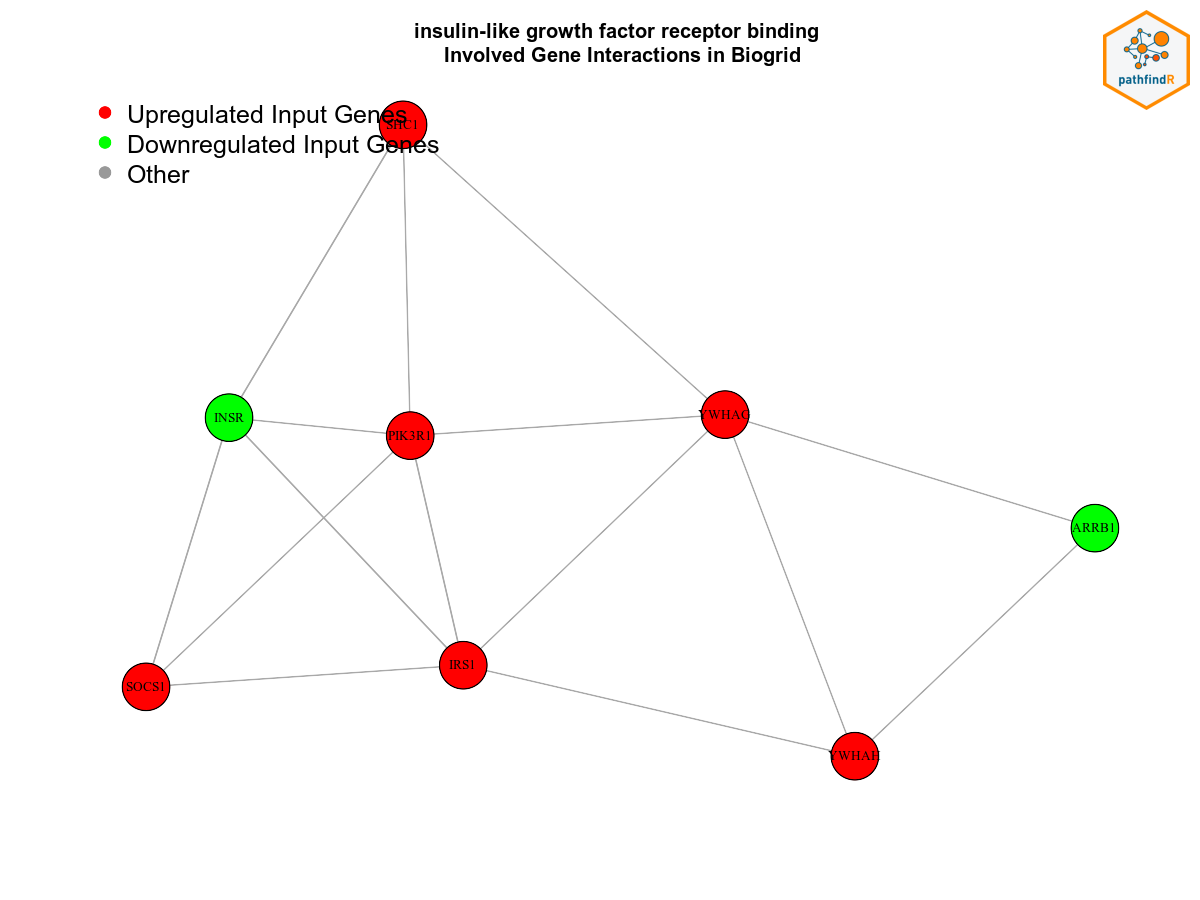 insulin-like growth factor receptor binding
Involved Gene Interactions in Biogrid
pathfindR
Upregulated Input Genes
Downregulated Input Genes
Other
SHC1
INSR
PIK3R1
YWHAG
ARRB1
SOCS1
IRS1
YWHAH